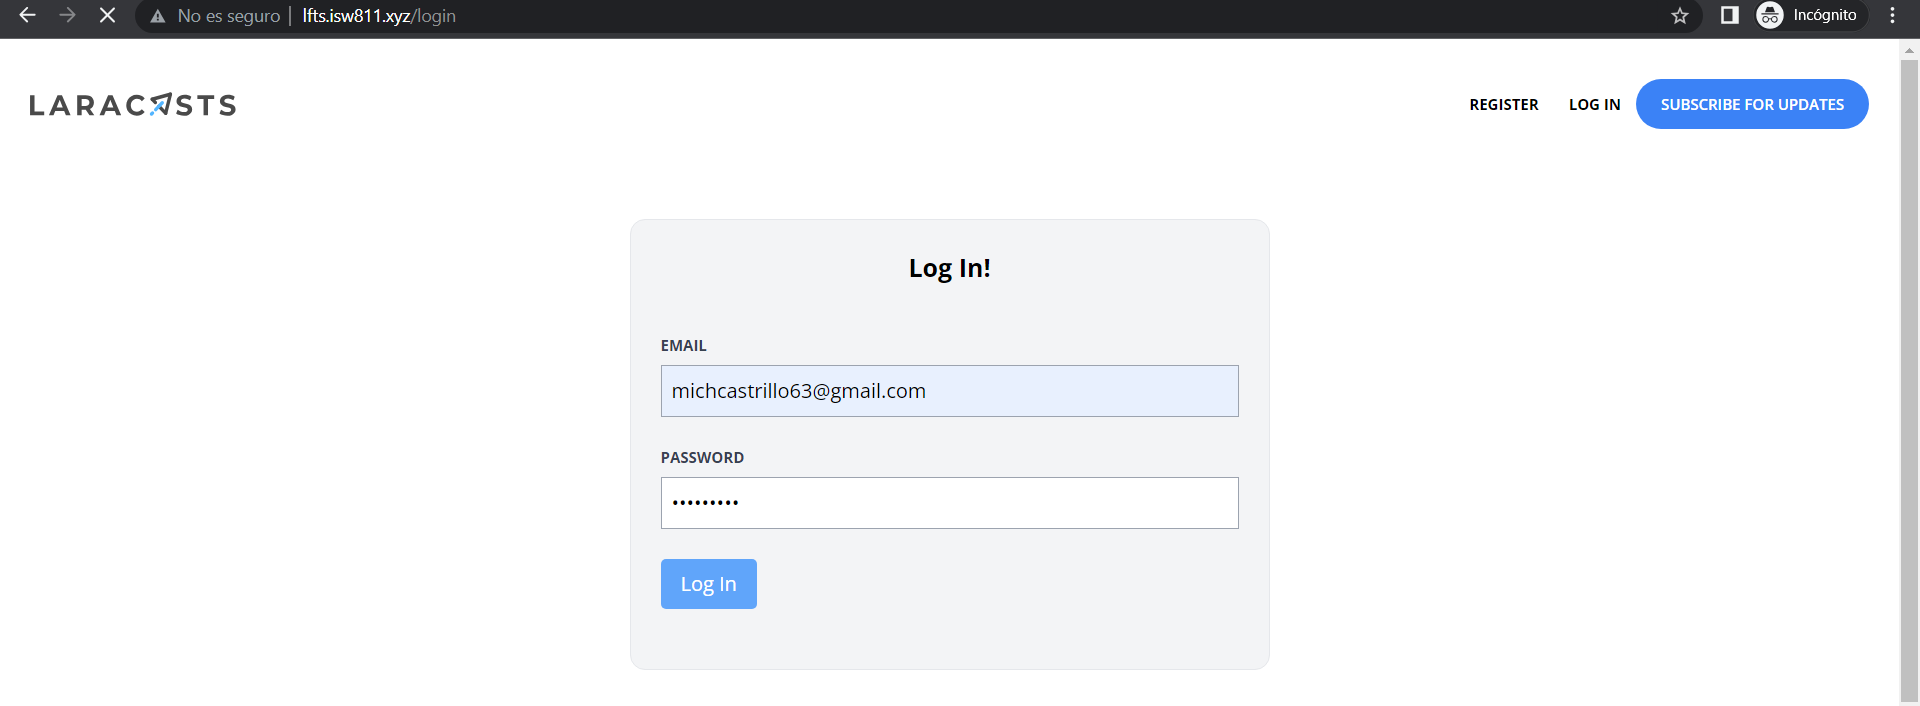 No es seguro | lfts.isw811.xyz/login Incógnito
LARACASTS REGISTER LOG IN SUBSCRIBE FOR UPDATES
Log In!
EMAIL
michcastrillo63@gmail.com
PASSWORD
•••••••••
Log In